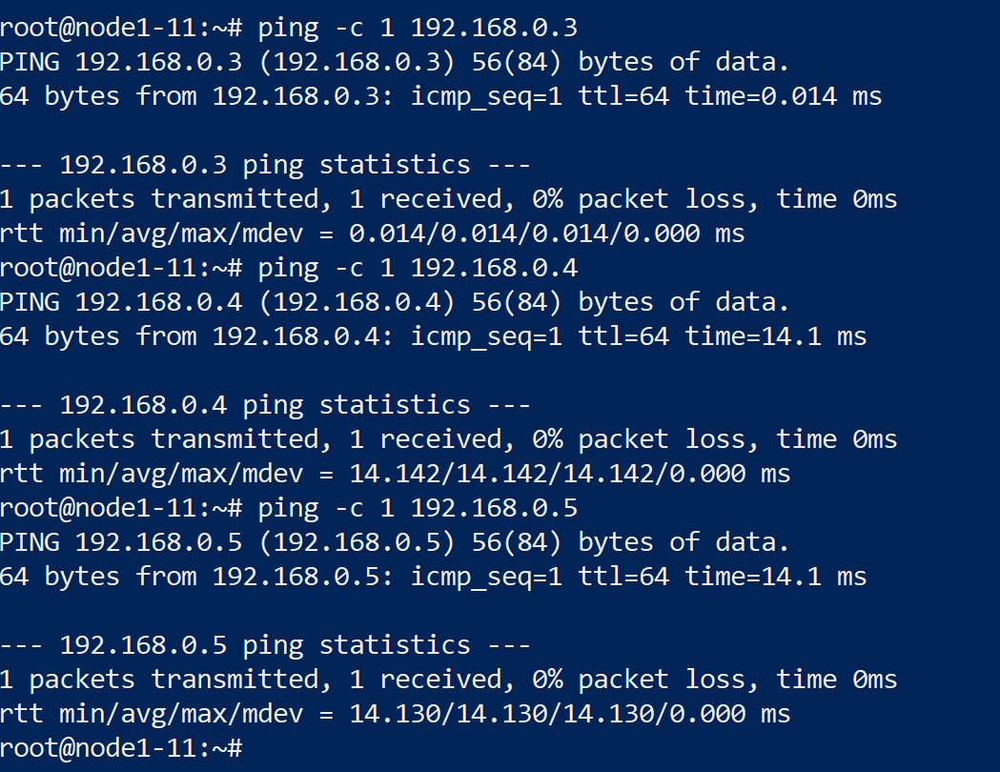 root@node1-11:~# ping -c 1 192.168.0.3
PING 192.168.0.3 (192.168.0.3) 56(84) bytes of data.
64 bytes from 192.168.0.3: icmp_seq=1 ttl=64 time=0.014 ms

--- 192.168.0.3 ping statistics ---
1 packets transmitted, 1 received, 0% packet loss, time 0ms
rtt min/avg/max/mdev = 0.014/0.014/0.014/0.000 ms
root@node1-11:~# ping -c 1 192.168.0.4
PING 192.168.0.4 (192.168.0.4) 56(84) bytes of data.
64 bytes from 192.168.0.4: icmp_seq=1 ttl=64 time=14.1 ms

--- 192.168.0.4 ping statistics ---
1 packets transmitted, 1 received, 0% packet loss, time 0ms
rtt min/avg/max/mdev = 14.142/14.142/14.142/0.000 ms
root@node1-11:~# ping -c 1 192.168.0.5
PING 192.168.0.5 (192.168.0.5) 56(84) bytes of data.
64 bytes from 192.168.0.5: icmp_seq=1 ttl=64 time=14.1 ms

--- 192.168.0.5 ping statistics ---
1 packets transmitted, 1 received, 0% packet loss, time 0ms
rtt min/avg/max/mdev = 14.130/14.130/14.130/0.000 ms
root@node1-11:~#